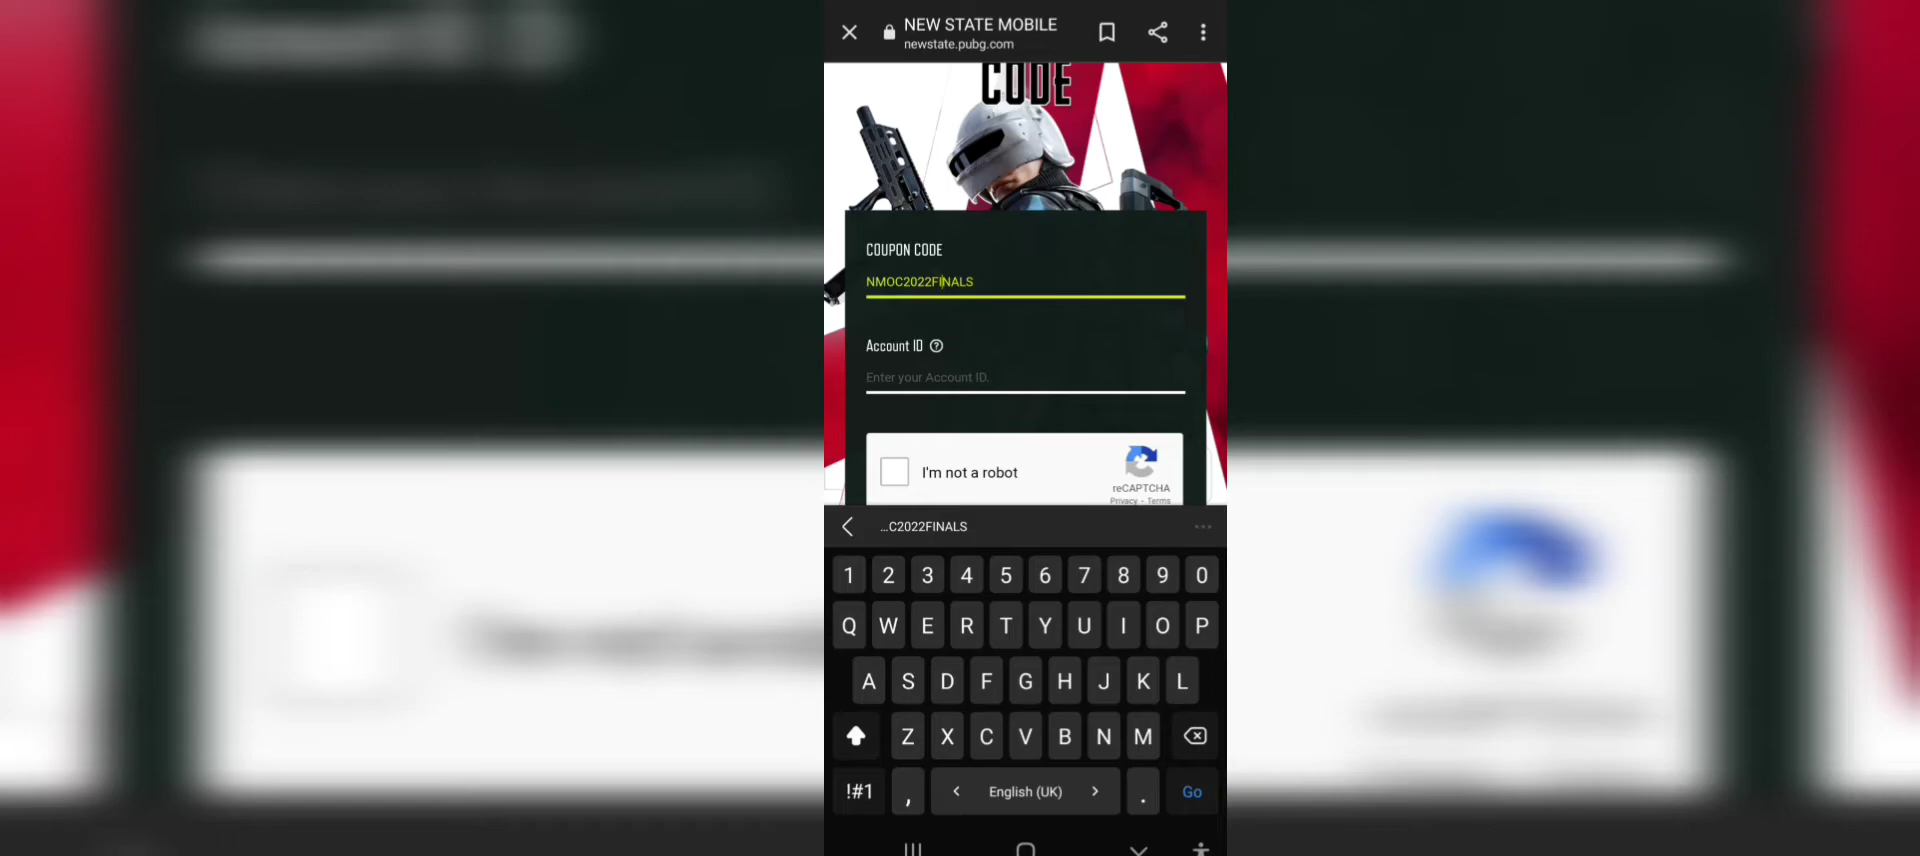 NEW STATE MOBILE
newstate.pubg.com
CODE
COUPON CODE
NMOC2022FINALS
Account ID ?
Enter your Account ID.
I'm not a robot
reCAPTCHA
Privacy - Terms
...C2022FINALS
1 2 3 4 5 6 7 8 9 0
Q W E R T Y U I O P
A S D F G H J K L
Z X C V B N M
!#1 , < English (UK) > . Go